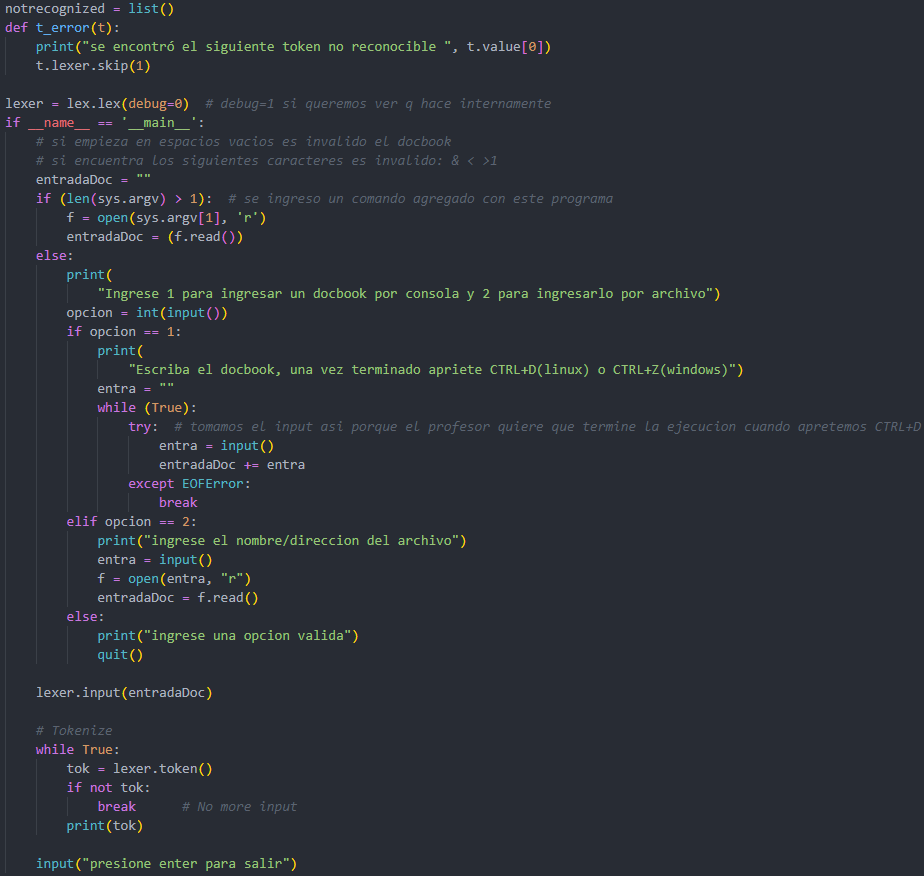 notrecognized = list()
def t_error(t):
    print("se encontró el siguiente token no reconocible ", t.value[0])
    t.lexer.skip(1)

lexer = lex.lex(debug=0)  # debug=1 si queremos ver q hace internamente
if __name__ == '__main__':
    # si empieza en espacios vacios es invalido el docbook
    # si encuentra los siguientes caracteres es invalido: & < >1
    entradaDoc = ""
    if (len(sys.argv) > 1):  # se ingreso un comando agregado con este programa
        f = open(sys.argv[1], 'r')
        entradaDoc = (f.read())
    else:
        print(
            "Ingrese 1 para ingresar un docbook por consola y 2 para ingresarlo por archivo")
        opcion = int(input())
        if opcion == 1:
            print(
                "Escriba el docbook, una vez terminado apriete CTRL+D(linux) o CTRL+Z(windows)")
            entra = ""
            while (True):
                try:  # tomamos el input asi porque el profesor quiere que termine la ejecucion cuando apretemos CTRL+D
                    entra = input()
                    entradaDoc += entra
                except EOFError:
                    break
        elif opcion == 2:
            print("ingrese el nombre/direccion del archivo")
            entra = input()
            f = open(entra, "r")
            entradaDoc = f.read()
        else:
            print("ingrese una opcion valida")
            quit()

    lexer.input(entradaDoc)

    # Tokenize
    while True:
        tok = lexer.token()
        if not tok:
            break      # No more input
        print(tok)

    input("presione enter para salir")